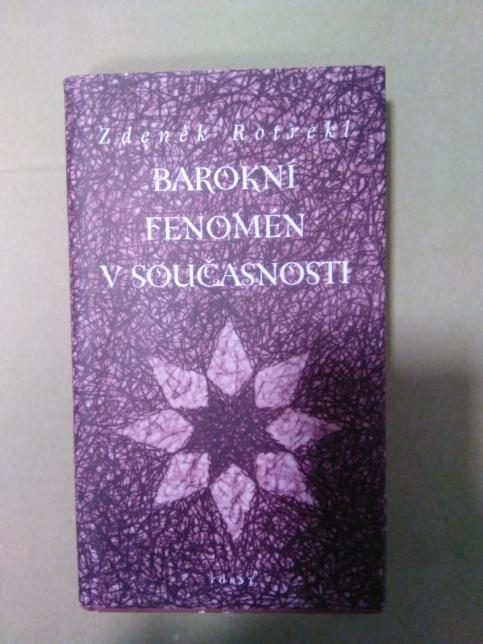 Zdeněk Rotrekl
BAROKNÍ
FENOMÉN
V SOUČASNOSTI
TORST